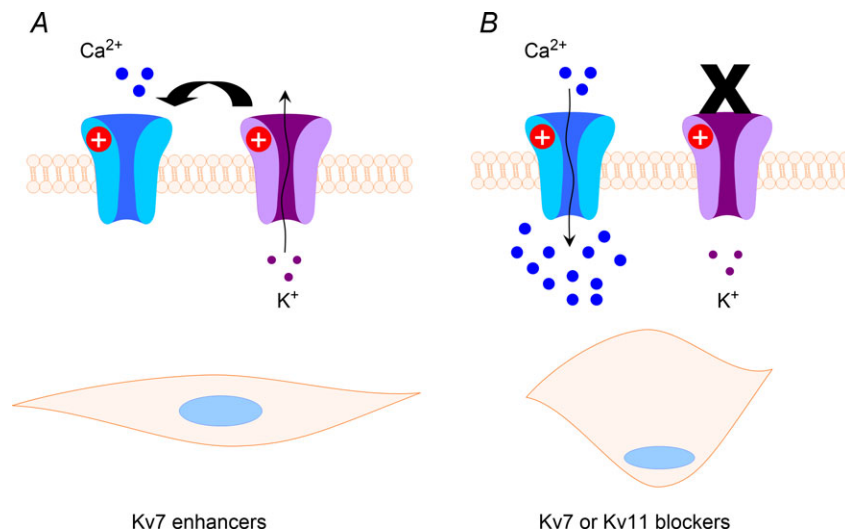 A
B
Ca²⁺
Ca²⁺
X
+
+
+
+
K⁺
K⁺
Kv7 enhancers
Kv7 or Kv11 blockers